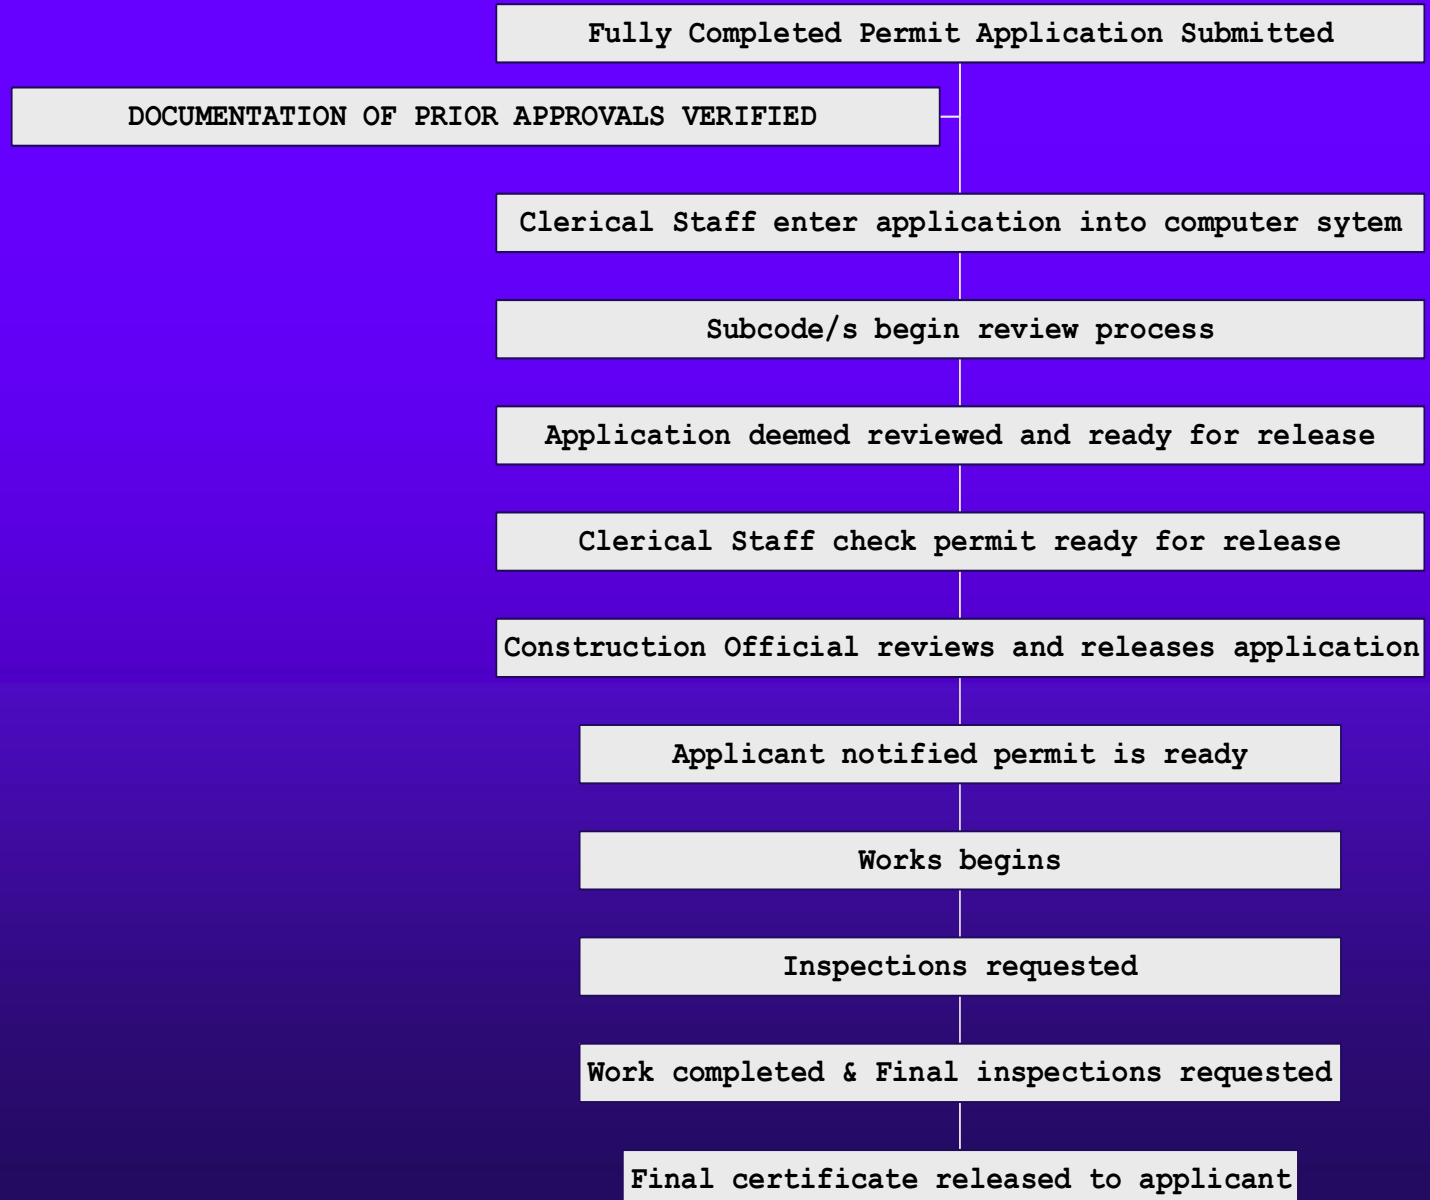 Fully Completed Permit Application Submitted
DOCUMENTATION OF PRIOR APPROVALS VERIFIED
Clerical Staff enter application into computer sytem
Subcode/s begin review process
Application deemed reviewed and ready for release
Clerical Staff check permit ready for release
Construction Official reviews and releases application
Applicant notified permit is ready
Works begins
Inspections requested
Work completed & Final inspections requested
Final certificate released to applicant